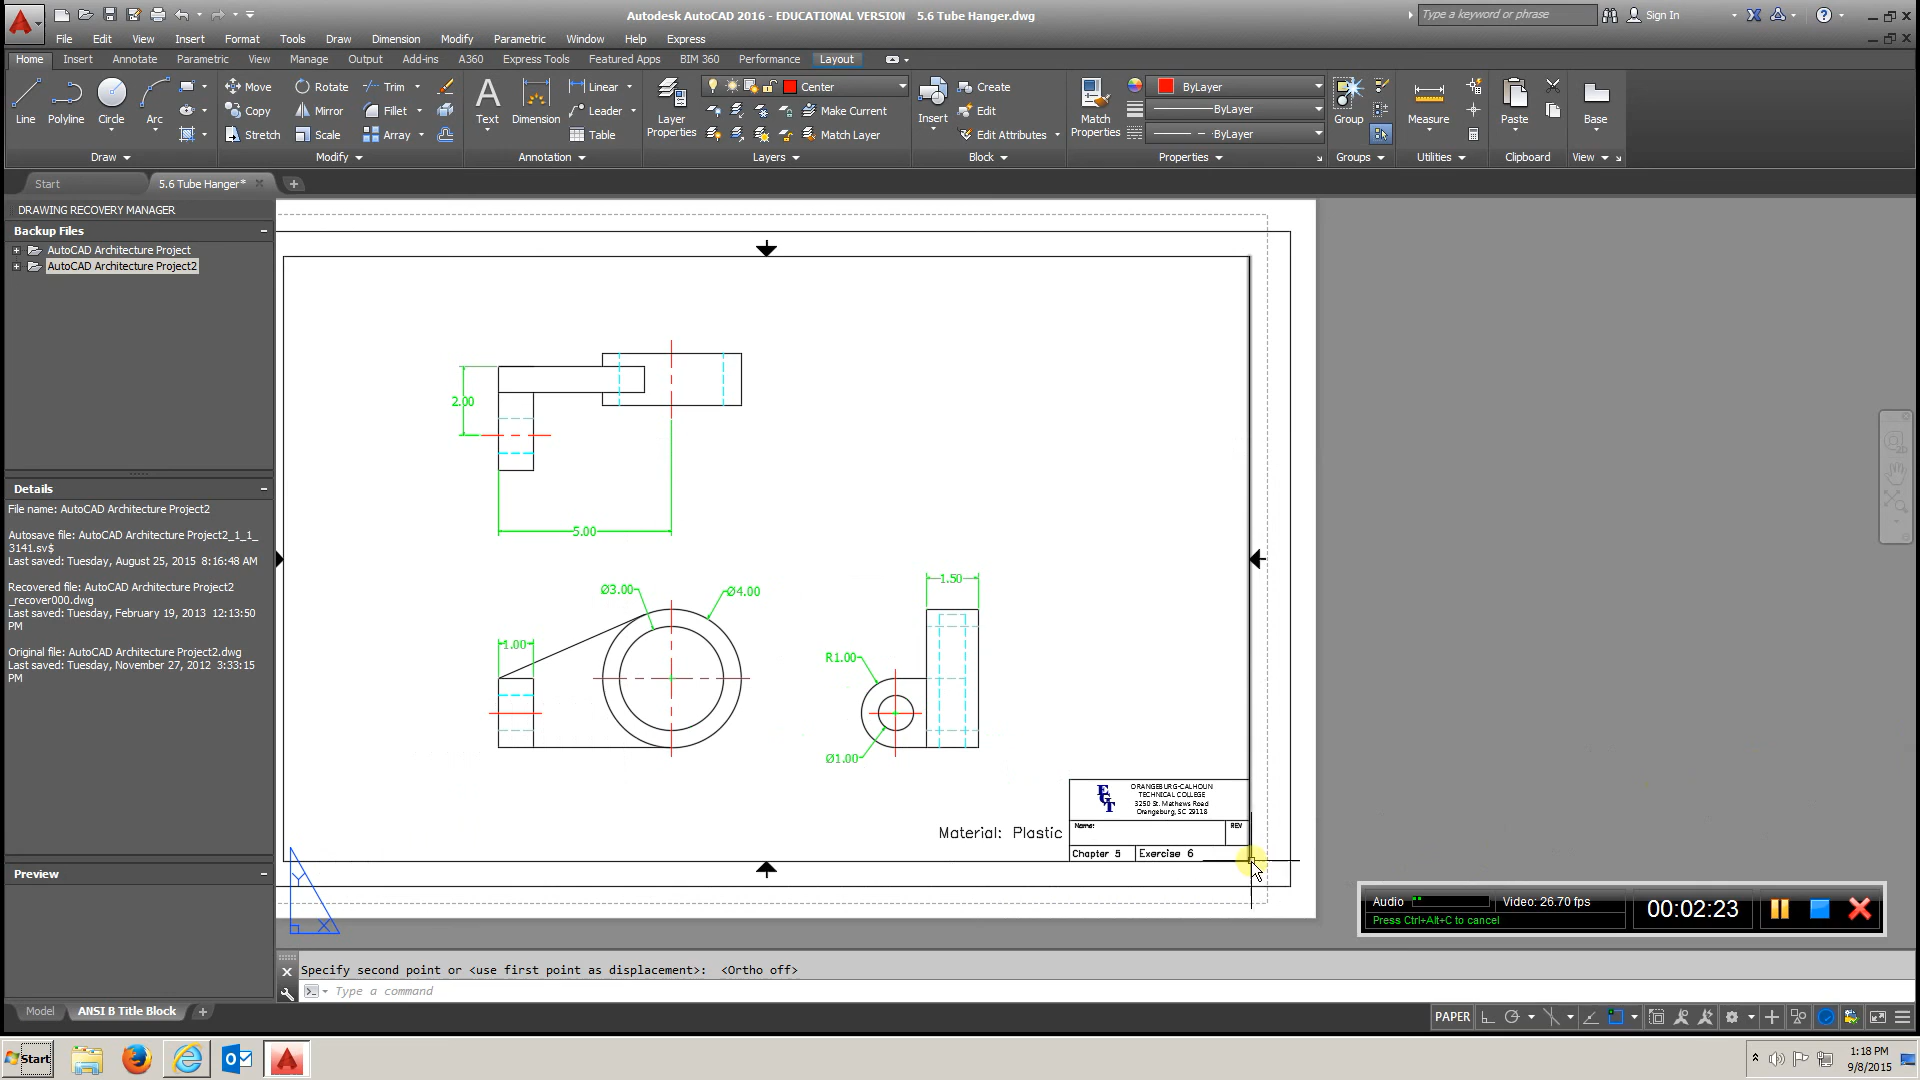 Autodesk AutoCAD 2016 - EDUCATIONAL VERSION 5.6 Tube Hanger.dwg
Type a keyword or phrase
Sign In
File Edit View Insert Format Tools Draw Dimension Modify Parametric Window Help Express
Home Insert Annotate Parametric View Manage Output Add-ins A360 Express Tools Featured Apps BIM 360 Performance Layout
Line
Polyline
Circle
Arc
Draw
Move
Rotate
Trim
Copy
Mirror
Fillet
Stretch
Scale
Array
Modify
Text
Dimension
Linear
Leader
Table
Annotation
Layer
Properties
Center
Make Current
Match Layer
Layers
Insert
Create
Edit
Edit Attributes
Block
Match
Properties
ByLayer
ByLayer
ByLayer
Properties
Group
Groups
Measure
Utilities
Paste
Clipboard
Base
View
Start
5.6 Tube Hanger*
DRAWING RECOVERY MANAGER
Backup Files
AutoCAD Architecture Project
AutoCAD Architecture Project2
Details
File name: AutoCAD Architecture Project2
Autosave file: AutoCAD Architecture Project2_1_1_
3141.sv$
Last saved: Tuesday, August 25, 2015 8:16:48 AM
Recovered file: AutoCAD Architecture Project2
_recover000.dwg
Last saved: Tuesday, February 19, 2013 12:13:50
PM
Original file: AutoCAD Architecture Project2.dwg
Last saved: Tuesday, November 27, 2012 3:33:15
PM
Preview
2.00
5.00
Ø3.00
Ø4.00
1.00
1.50
R1.00
Ø1.00
EGT
ORANGEBURG-CALHOUN
TECHNICAL COLLEGE
3250 St. Mathews Road
Orangeburg, SC 29118
Name:
REV
Material: Plastic
Chapter 5
Exercise 6
Y
X
Audio
Video: 26.70 fps
Press Ctrl+Alt+C to cancel
00:02:23
Specify second point or <use first point as displacement>: <Ortho off>
Type a command
Model
ANSI B Title Block
PAPER
Start
1:18 PM
9/8/2015